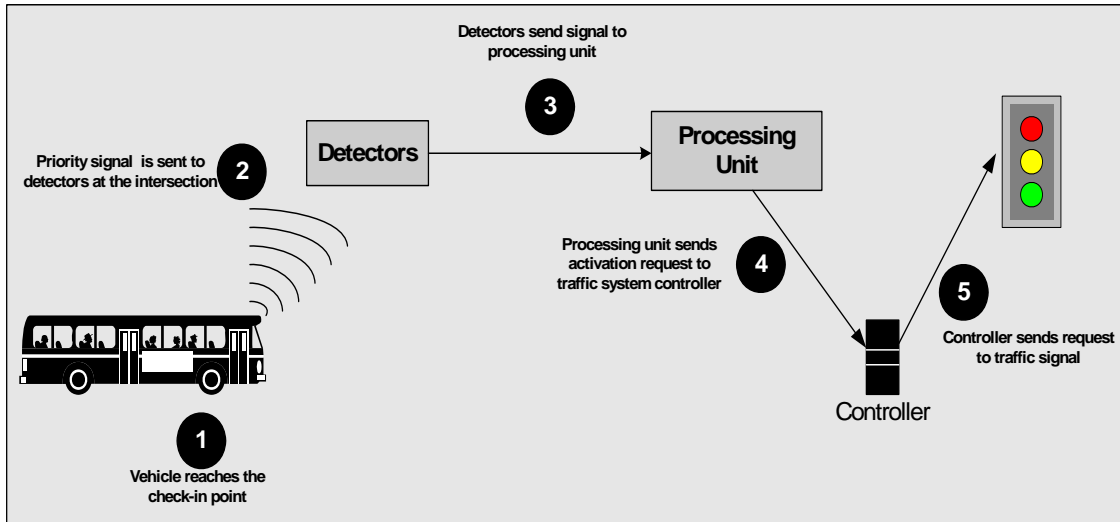 1
Vehicle reaches the
check-in point
2
Priority signal is sent to
detectors at the intersection
Detectors
Detectors send signal to
processing unit
3
Processing
Unit
Processing unit sends
activation request to
traffic system controller
4
Controller
5
Controller sends request
to traffic signal